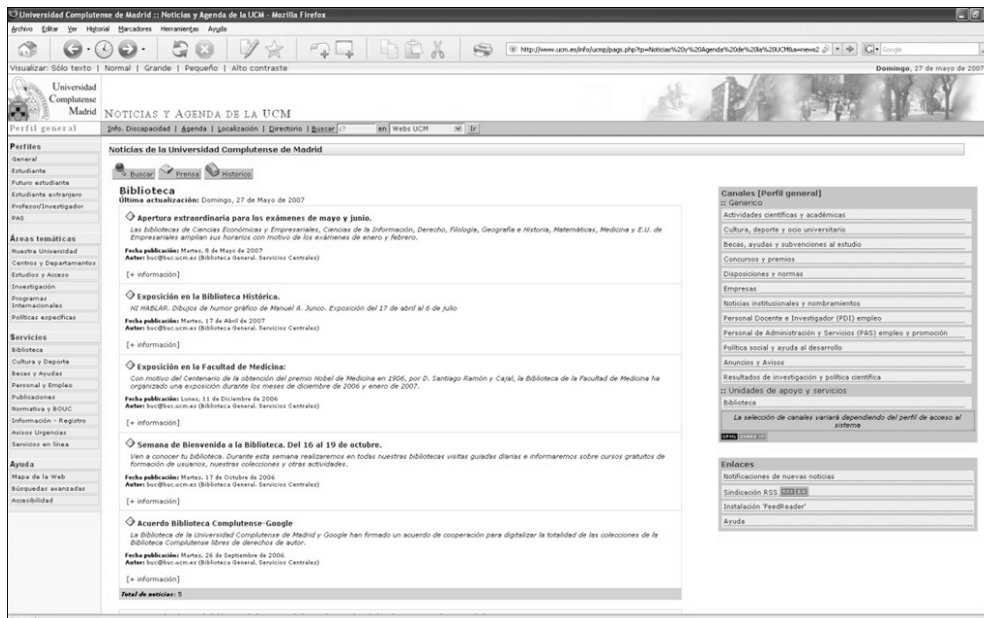 Universidad Complutense de Madrid :: Noticias y Agenda de la UCM - Mozilla Firefox
Archivo Editar Ver Historial Marcadores Herramientas Ayuda
http://www.ucm.es/info/ucmp/pags.php?tp=Noticias%20y%20Agenda%20de%20la%20UCM&a=news2
Google
Visualizar: Sólo texto | Normal | Grande | Pequeño | Alto contraste
Domingo, 27 de mayo de 2007
Universidad
Complutense
Madrid
NOTICIAS Y AGENDA DE LA UCM
Perfil general
Info. Discapacidad | Agenda | Localización | Directorio | Buscar en Webs UCM Ir
Perfiles
General
Estudiante
Futuro estudiante
Estudiante extranjero
Profesor/Investigador
PAS
Áreas temáticas
Nuestra Universidad
Centros y Departamentos
Estudios y Acceso
Investigación
Programas
Internacionales
Políticas específicas
Servicios
Biblioteca
Cultura y Deporte
Becas y Ayudas
Personal y Empleo
Publicaciones
Normativa y BOUC
Información - Registro
Avisos Urgencias
Servicios en línea
Ayuda
Mapa de la Web
Búsquedas avanzadas
Accesibilidad
Noticias de la Universidad Complutense de Madrid
Buscar Prensa Historico
Biblioteca
Última actualización: Domingo, 27 de Mayo de 2007
Apertura extraordinaria para los exámenes de mayo y junio.
Las bibliotecas de Ciencias Económicas y Empresariales, Ciencias de la Información, Derecho, Filología, Geografía e Historia, Matemáticas, Medicina y E.U. de
Empresariales amplían sus horarios con motivo de los exámenes de enero y febrero.
Fecha publicación: Martes, 8 de Mayo de 2007
Autor: buc@buc.ucm.es (Biblioteca General. Servicios Centrales)
[+ información]
Exposición en la Biblioteca Histórica.
NI HABLAR. Dibujos de humor gráfico de Manuel A. Junco. Exposición del 17 de abril al 6 de julio
Fecha publicación: Martes, 17 de Abril de 2007
Autor: buc@buc.ucm.es (Biblioteca General. Servicios Centrales)
[+ información]
Exposición en la Facultad de Medicina:
Con motivo del Centenario de la obtención del premio Nobel de Medicina en 1906, por D. Santiago Ramón y Cajal, la Biblioteca de la Facultad de Medicina ha
organizado una exposición durante los meses de diciembre de 2006 y enero de 2007.
Fecha publicación: Lunes, 11 de Diciembre de 2006
Autor: buc@buc.ucm.es (Biblioteca General. Servicios Centrales)
[+ información]
Semana de Bienvenida a la Biblioteca. Del 16 al 19 de octubre.
Ven a conocer tu biblioteca. Durante esta semana realizaremos en todas nuestras bibliotecas visitas guiadas diarias e informaremos sobre cursos gratuitos de
formación de usuarios, nuestras colecciones y otras actividades.
Fecha publicación: Martes, 17 de Octubre de 2006
Autor: buc@buc.ucm.es (Biblioteca General. Servicios Centrales)
[+ información]
Acuerdo Biblioteca Complutense-Google
La Biblioteca de la Universidad Complutense de Madrid y Google han firmado un acuerdo de cooperación para digitalizar la totalidad de las colecciones de la
Biblioteca Complutense libres de derechos de autor.
Fecha publicación: Martes, 26 de Septiembre de 2006
Autor: buc@buc.ucm.es (Biblioteca General. Servicios Centrales)
[+ información]
Total de noticias: 5
Canales [Perfil general]
:: Generico
Actividades científicas y académicas
Cultura, deporte y ocio universitario
Becas, ayudas y subvenciones al estudio
Concursos y premios
Disposiciones y normas
Empresas
Noticias institucionales y nombramientos
Personal Docente e Investigador (PDI) empleo
Personal de Administración y Servicios (PAS) empleo y promoción
Política social y ayuda al desarrollo
Anuncios y Avisos
Resultados de investigación y política científica
:: Unidades de apoyo y servicios
Biblioteca
La selección de canales variará dependiendo del perfil de acceso al
sistema
Enlaces
Notificaciones de nuevas noticias
Sindicación RSS
Instalación 'FeedReader'
Ayuda